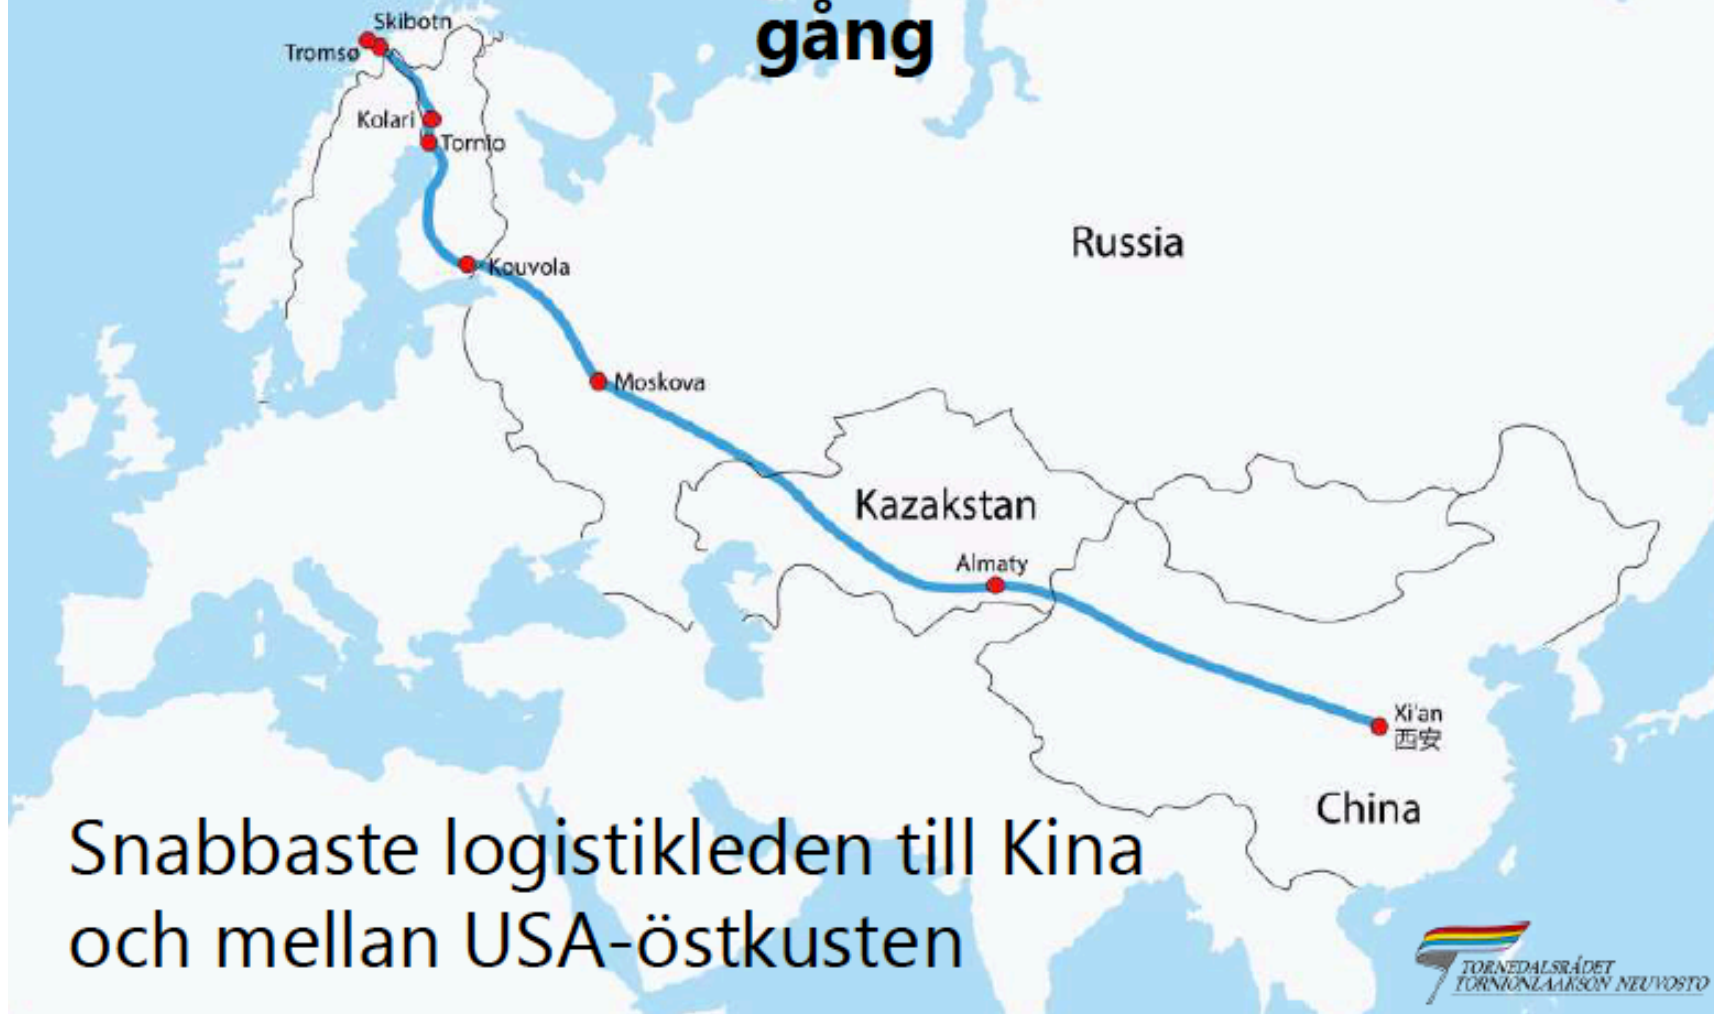 gång
Skibotn
Tromsø
Kolari
Tornio
Russia
Kouvola
Moskova
Kazakstan
Almaty
Xi'an
西安
China
Snabbaste logistikleden till Kina
och mellan USA-östkusten
TORNEDALSRÅDET
TORNIONLAAKSON NEUVOSTO